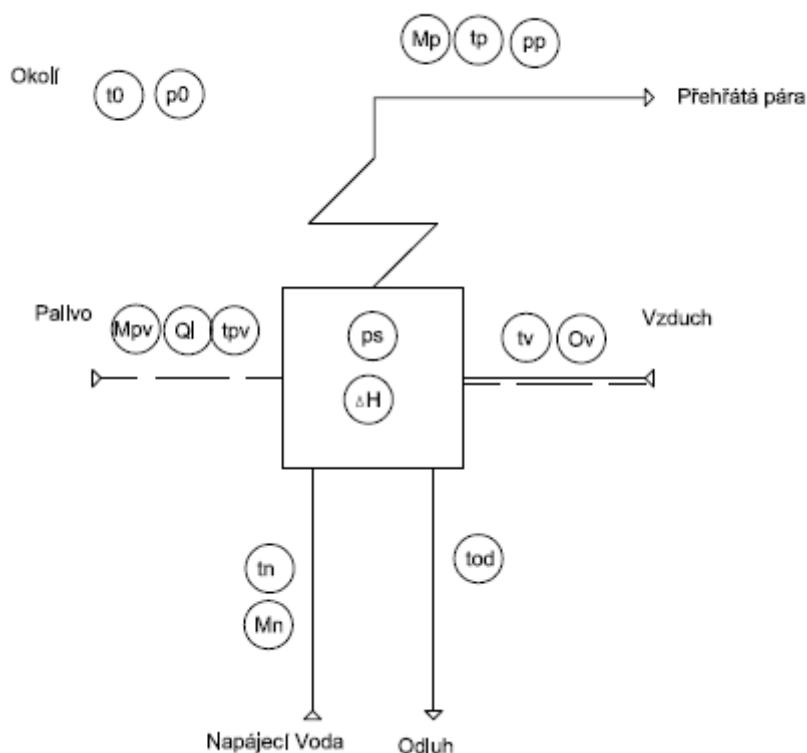 Mp tp pp
Okolí
t0 p0
Přehřátá pára
Palivo
Mpv Ql tpv
ps
tv Ov
Vzduch
ΔH
tn
tod
Mn
Napájecí Voda
Odluh